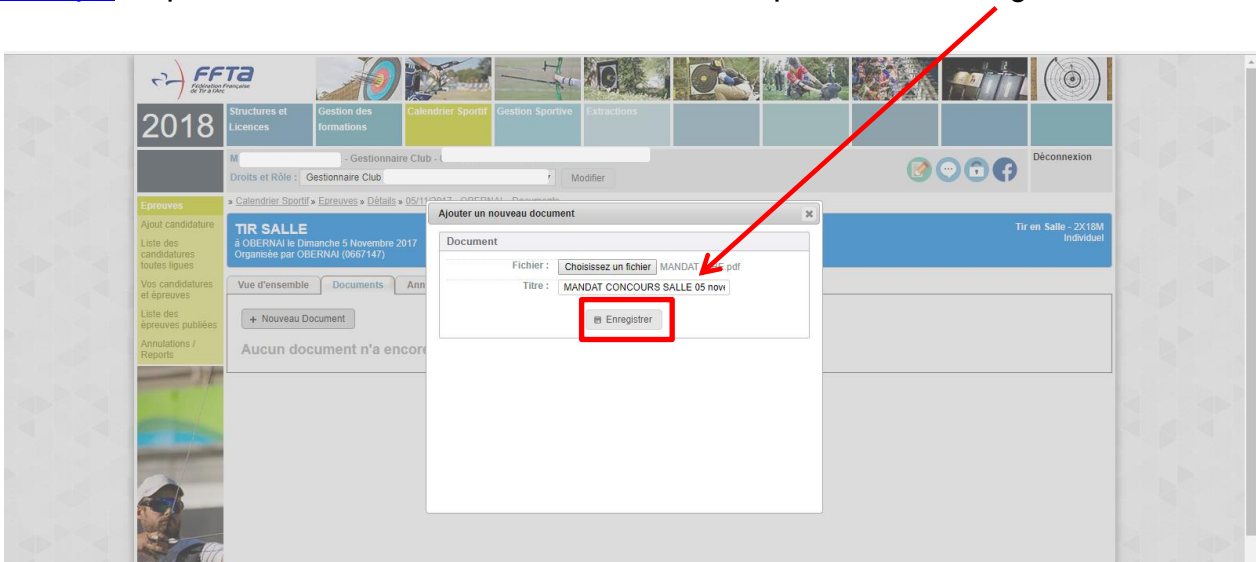 FFTa
Fédération Française
de Tir à l'Arc
2018
Structures et Licences
Gestion des formations
Calendrier Sportif
Gestion Sportive
Extractions
M - Gestionnaire Club -
Droits et Rôle : Gestionnaire Club
Modifier
Déconnexion
» Calendrier Sportif » Epreuves » Détails » 05/11/2017 - OBERNAI - Documents
Epreuves
Ajout candidature
Liste des
candidatures
toutes ligues
Vos candidatures
et épreuves
Liste des
épreuves publiées
Annulations /
Reports
TIR SALLE
à OBERNAI le Dimanche 5 Novembre 2017
Organisée par OBERNAI (0667147)
Tir en Salle - 2X18M
Individuel
Vue d'ensemble
Documents
Ann
+ Nouveau Document
Aucun document n'a encore
Ajouter un nouveau document
Document
Fichier : Choisissez un fichier MANDAT .pdf
Titre : MANDAT CONCOURS SALLE 05 nov
Enregistrer